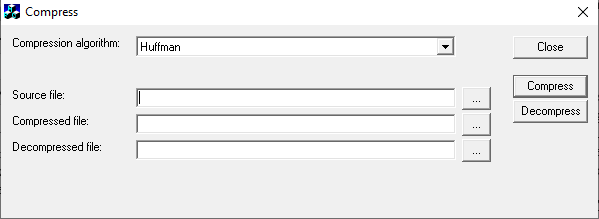 Compress
Compression algorithm:
Huffman
Close
Compress
Source file:
...
Compressed file:
...
Decompress
Decompressed file:
...